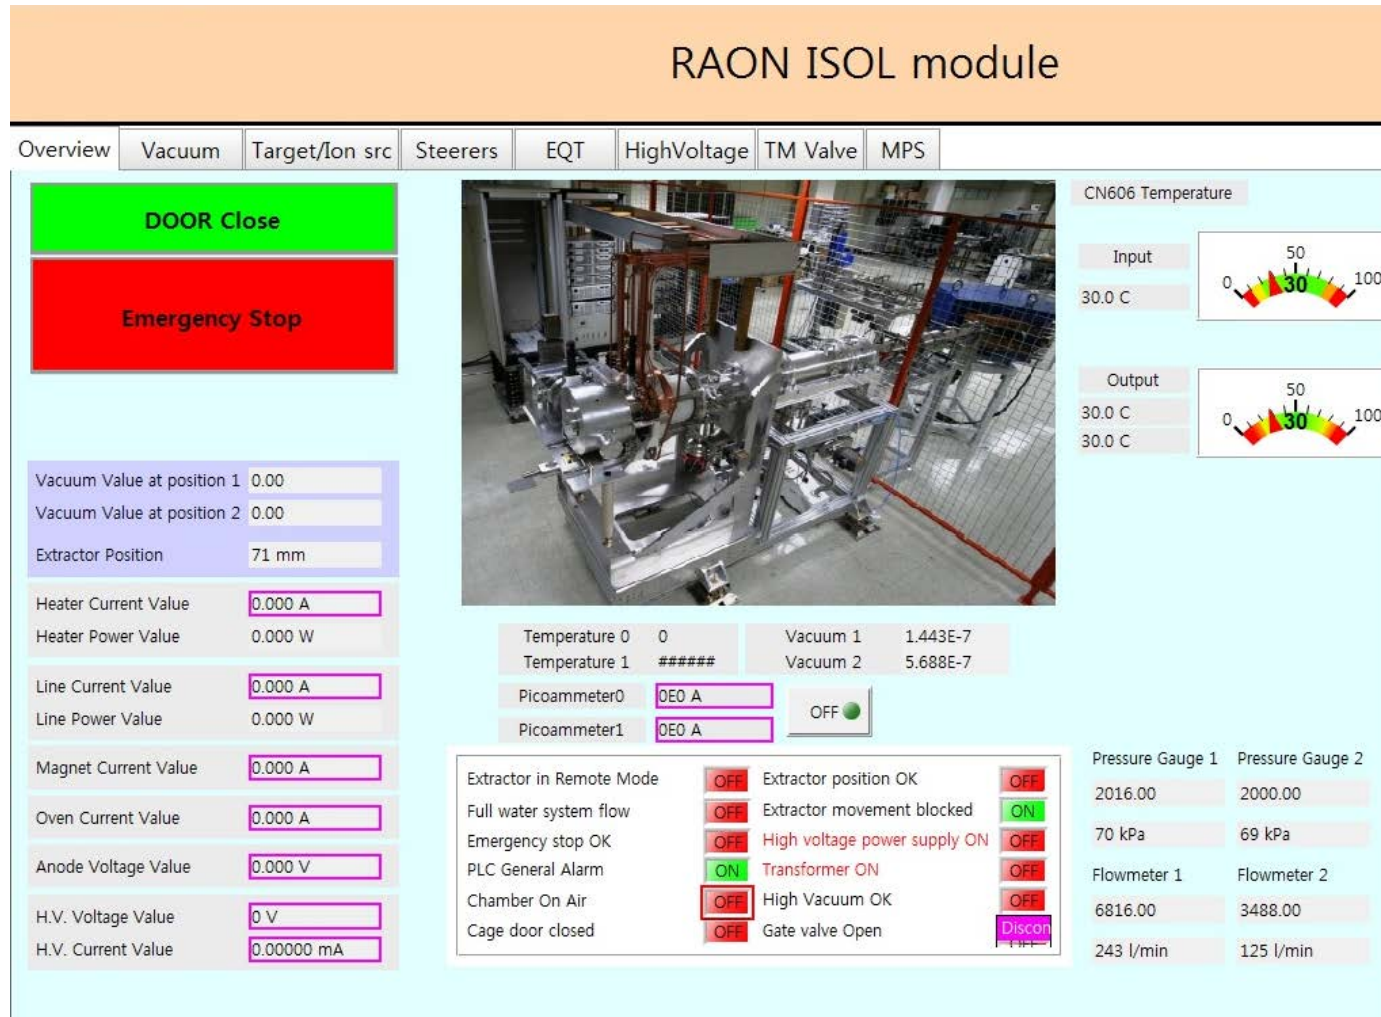 RAON ISOL module
Overview Vacuum Target/Ion src Steerers EQT HighVoltage TM Valve MPS
DOOR Close
Emergency Stop
Vacuum Value at position 1 0.00
Vacuum Value at position 2 0.00
Extractor Position 71 mm
Heater Current Value 0.000 A
Heater Power Value 0.000 W
Line Current Value 0.000 A
Line Power Value 0.000 W
Magnet Current Value 0.000 A
Oven Current Value 0.000 A
Anode Voltage Value 0.000 V
H.V. Voltage Value 0 V
H.V. Current Value 0.00000 mA
Temperature 0 0 Vacuum 1 1.443E-7
Temperature 1 ###### Vacuum 2 5.688E-7
Picoammeter0 0E0 A
OFF
Picoammeter1 0E0 A
Extractor in Remote Mode OFF Extractor position OK OFF
Full water system flow OFF Extractor movement blocked ON
Emergency stop OK OFF High voltage power supply ON OFF
PLC General Alarm ON Transformer ON OFF
Chamber On Air OFF High Vacuum OK OFF
Cage door closed OFF Gate valve Open Discon
CN606 Temperature
Input
30.0 C
0 50 100
30
Output
30.0 C
30.0 C
0 50 100
30
Pressure Gauge 1 Pressure Gauge 2
2016.00 2000.00
70 kPa 69 kPa
Flowmeter 1 Flowmeter 2
6816.00 3488.00
243 l/min 125 l/min